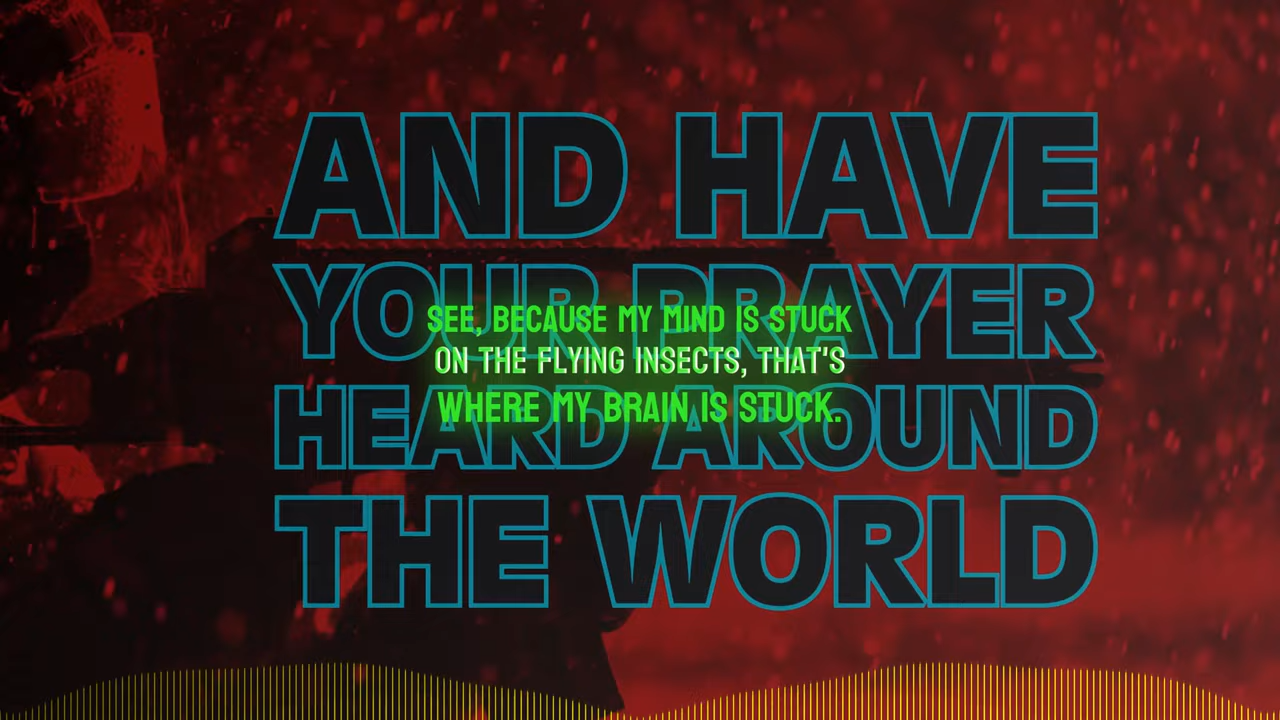 AND HAVE
YOUR PRAYER
HEARD AROUND
THE WORLD
SEE, BECAUSE MY MIND IS STUCK
ON THE FLYING INSECTS, THAT'S
WHERE MY BRAIN IS STUCK.